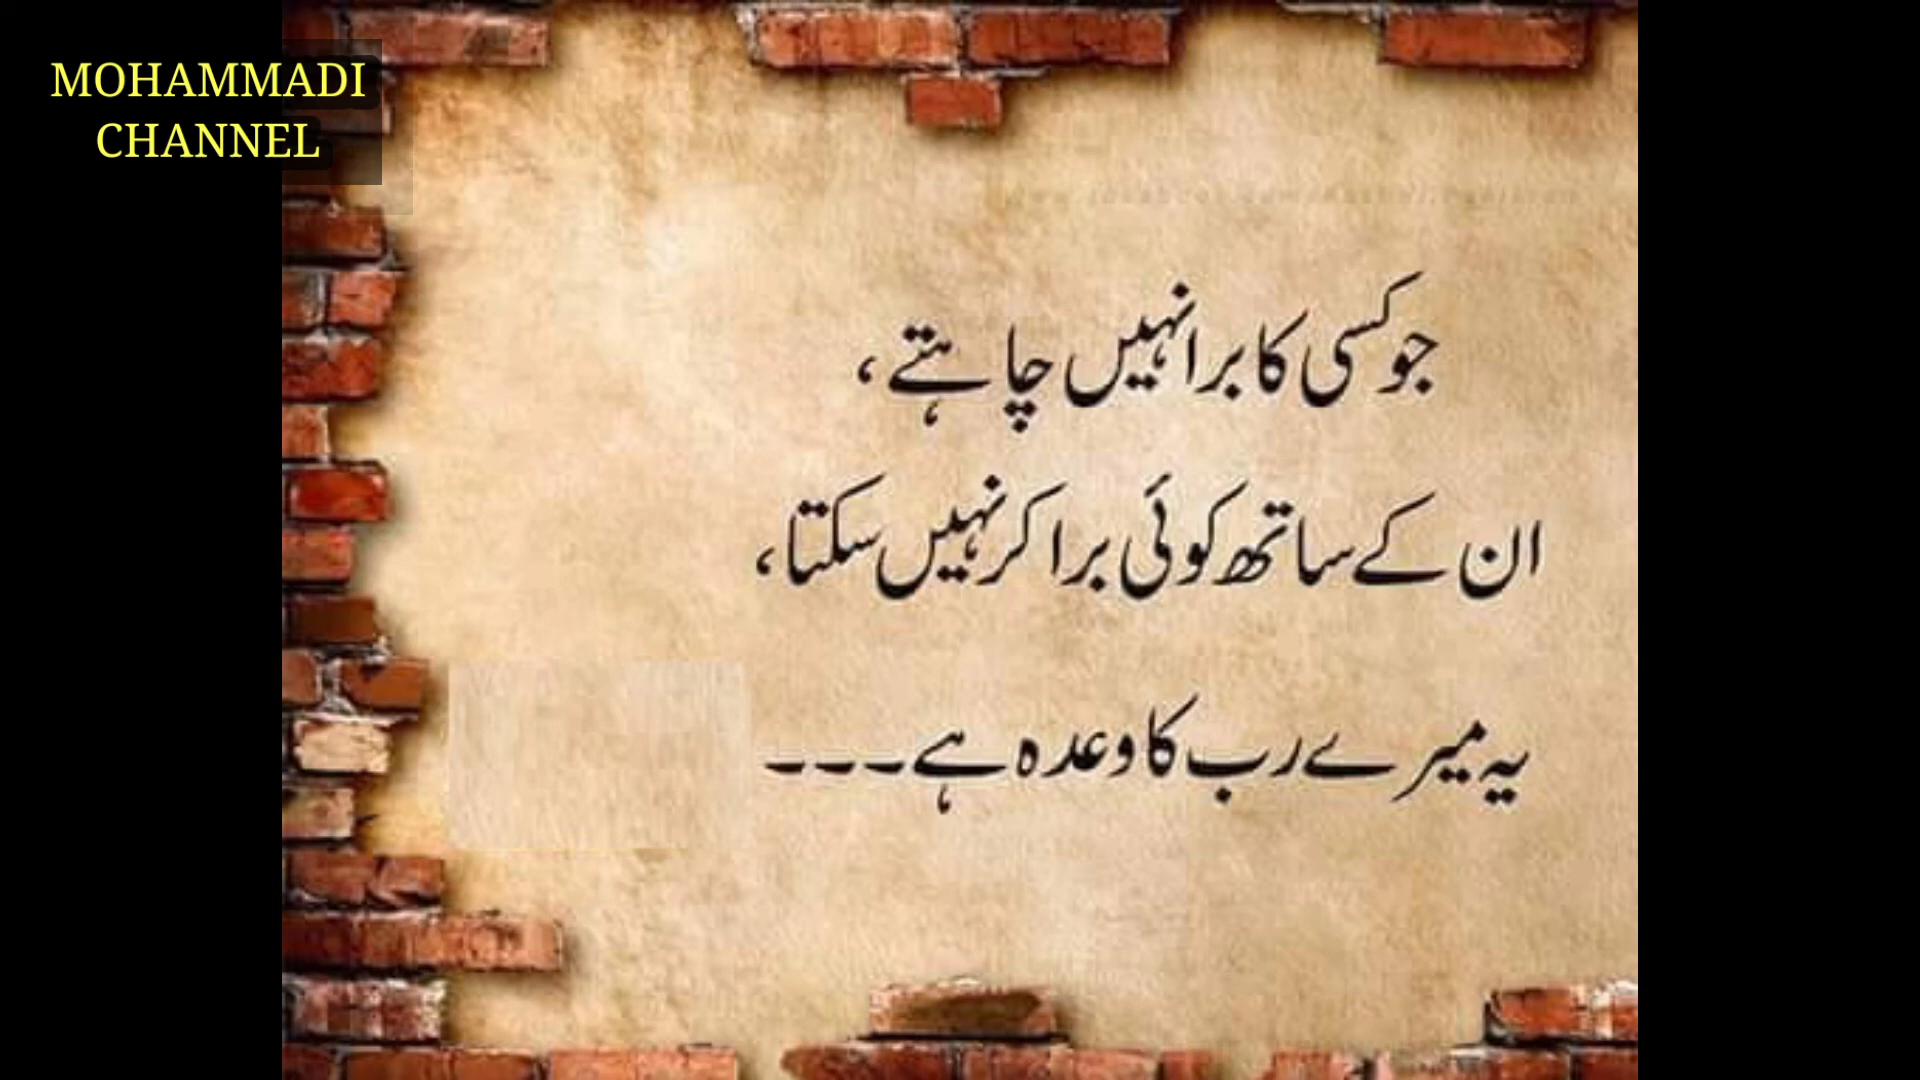 MOHAMMADI
CHANNEL
جو کسی کا برا نہیں چاہتے،
ان کے ساتھ کوئی برا کر نہیں سکتا،
یہ میرے رب کا وعدہ ہے۔۔۔